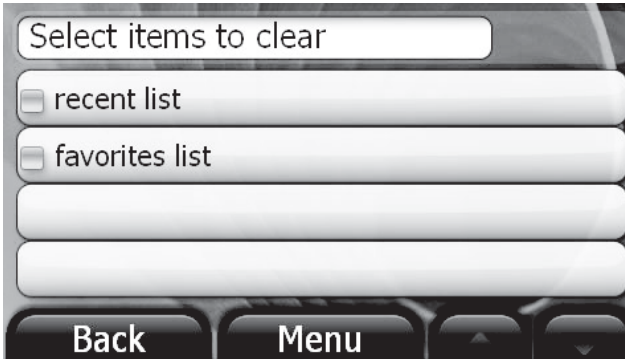 Select items to clear
recent list
favorites list
Back Menu